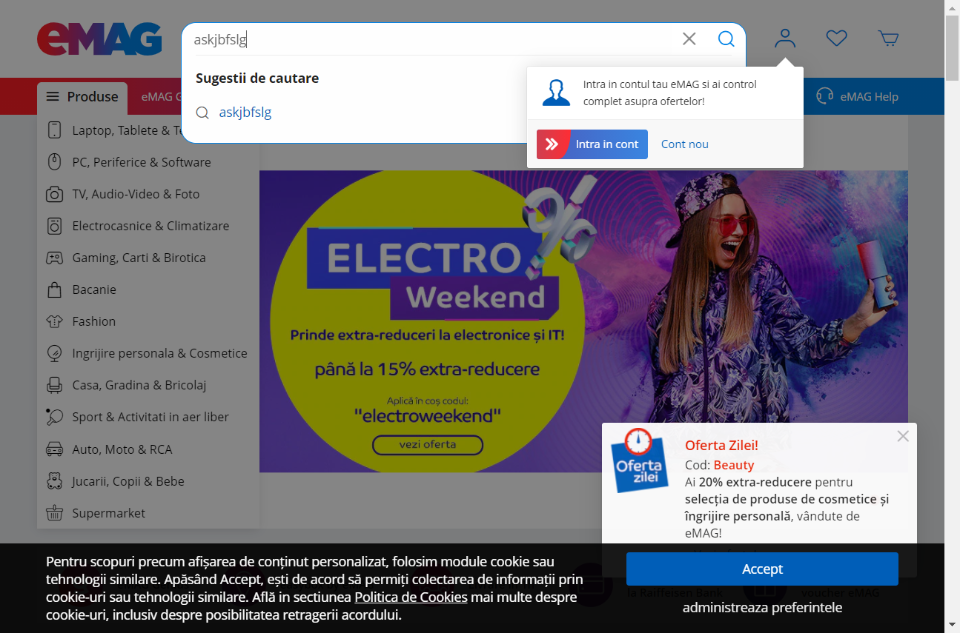 eMAG
askjbfslg
Sugestii de cautare
askjbfslg
Intra in contul tau eMAG si ai control
complet asupra ofertelor!
Intra in cont
Cont nou
Produse
eMAG
eMAG Help
Laptop, Tablete &
PC, Periferice & Software
TV, Audio-Video & Foto
Electrocasnice & Climatizare
Gaming, Carti & Birotica
Bacanie
Fashion
Ingrijire personala & Cosmetice
Casa, Gradina & Bricolaj
Sport & Activitati in aer liber
Auto, Moto & RCA
Jucarii, Copii & Bebe
Supermarket
ELECTRO %
Weekend
Prinde extra-reduceri la electronice și IT!
până la 15% extra-reducere
Aplică în coș codul:
"electroweekend"
vezi oferta
Oferta
zilei
Oferta Zilei!
Cod: Beauty
Ai 20% extra-reducere pentru
selecția de produse de cosmetice și
îngrijire personală, vândute de
eMAG!
Pentru scopuri precum afișarea de conținut personalizat, folosim module cookie sau
tehnologii similare. Apăsând Accept, ești de acord să permiți colectarea de informații prin
cookie-uri sau tehnologii similare. Află in sectiunea Politica de Cookies mai multe despre
cookie-uri, inclusiv despre posibilitatea retragerii acordului.
Accept
la Raiffeisen Bank
voucher eMAG
administreaza preferintele